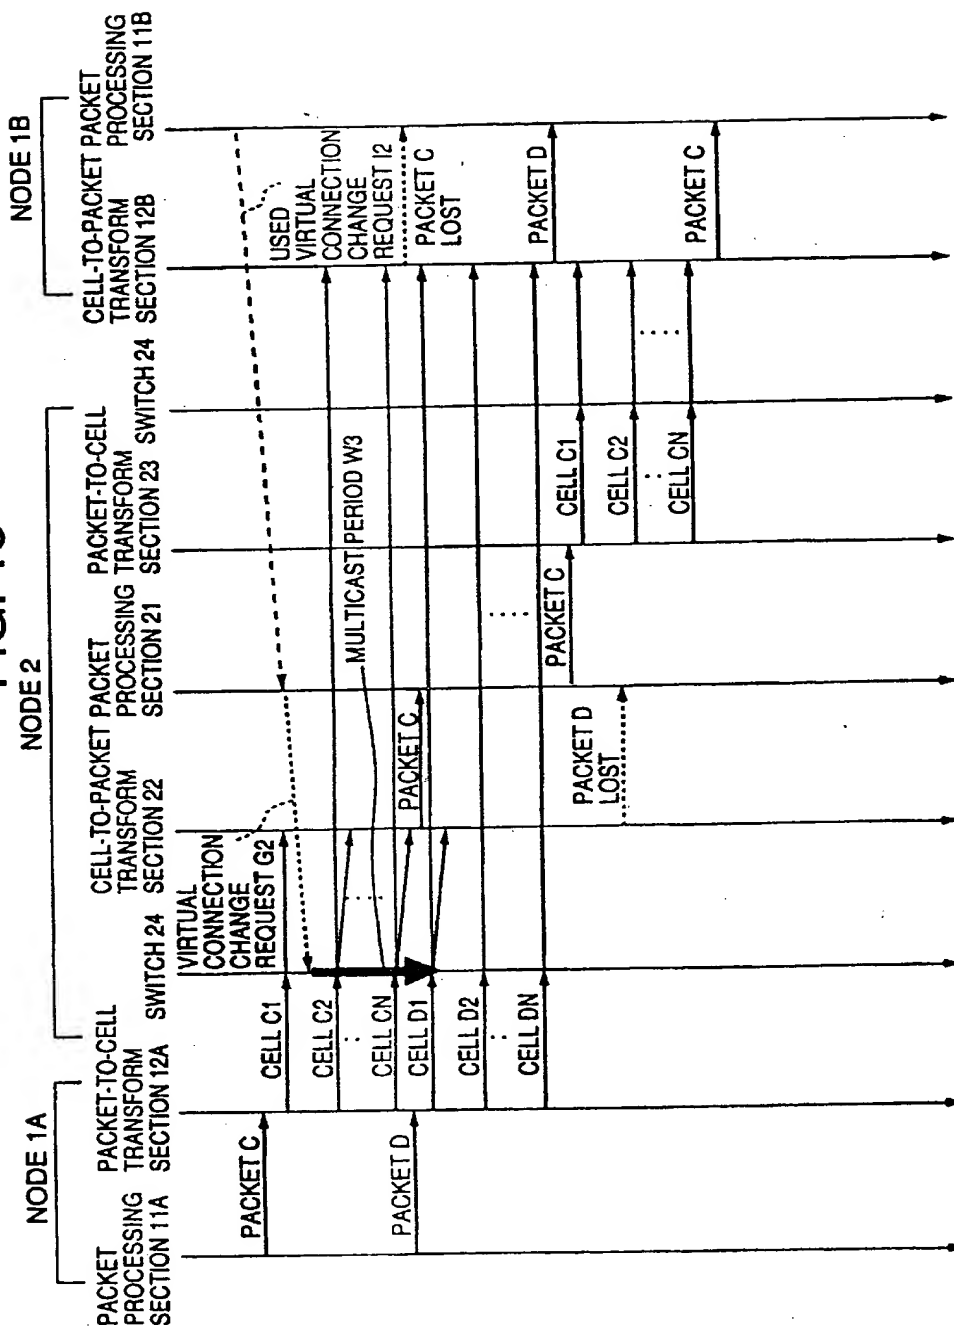 NODE 1A
NODE 2
NODE 1B
PACKET
PROCESSING
SECTION 11A
PACKET-TO-CELL
TRANSFORM
SECTION 12A
SWITCH 24
CELL-TO-PACKET
TRANSFORM
SECTION 22
PACKET
PROCESSING
SECTION 21
PACKET-TO-CELL
TRANSFORM
SECTION 23
SWITCH 24
CELL-TO-PACKET
TRANSFORM
SECTION 12B
PACKET
PROCESSING
SECTION 11B
PACKET C
PACKET D
CELL C1
CELL C2
CELL CN
CELL D1
CELL D2
CELL DN
VIRTUAL
CONNECTION
CHANGE
REQUEST G2
PACKET C
MULTICAST PERIOD W3
PACKET D
LOST
PACKET C
CELL C1
CELL C2
CELL CN
USED
VIRTUAL
CONNECTION
CHANGE
REQUEST I2
PACKET C
LOST
PACKET D
PACKET C